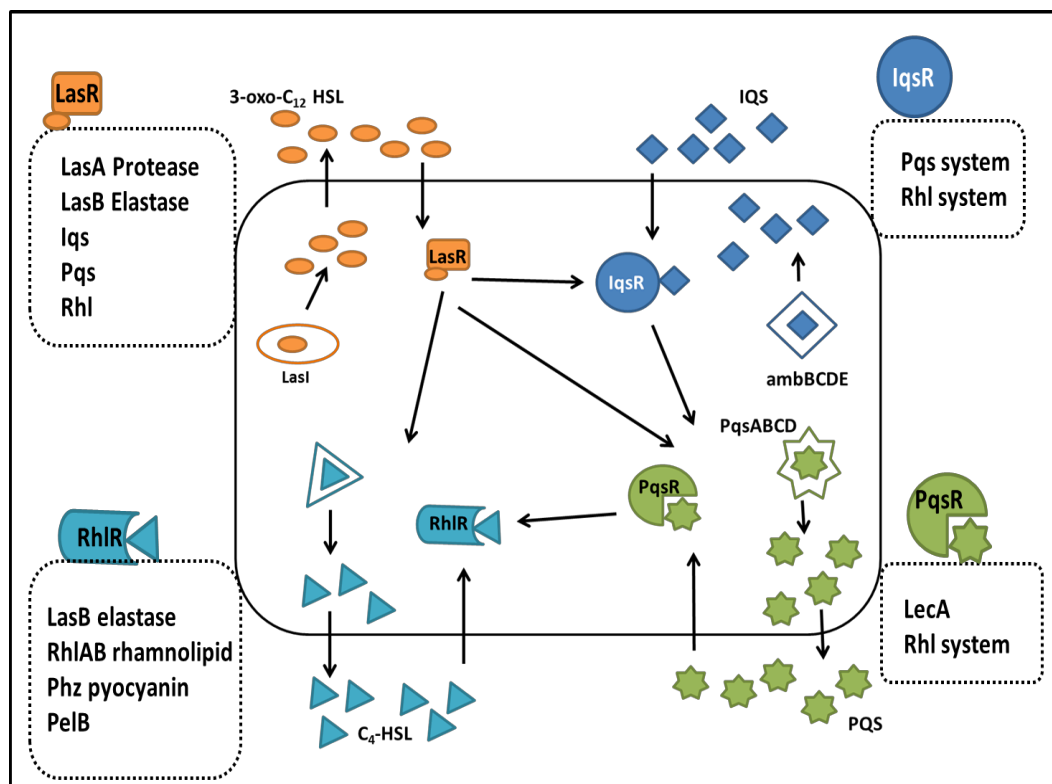 LasR
LasA Protease
LasB Elastase
Iqs
Pqs
Rhl
3-oxo-C₁₂ HSL
IQS
IqsR
Pqs system
Rhl system
LasR
IqsR
LasI
ambBCDE
PqsABCD
PqsR
RhlR
RhlR
LasB elastase
RhlAB rhamnolipid
Phz pyocyanin
PelB
PqsR
LecA
Rhl system
C₄-HSL
PQS